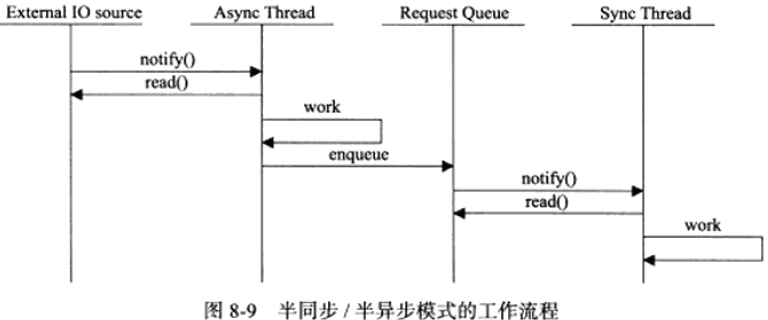 External IO source Async Thread Request Queue Sync Thread
notify()
read()
work
enqueue
notify()
read()
work
图 8-9 半同步 / 半异步模式的工作流程